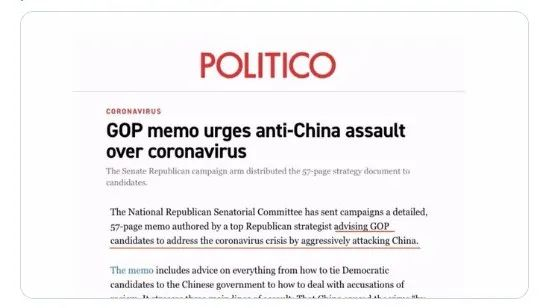 POLITICO
CORONAVIRUS
GOP memo urges anti-China assault
over coronavirus
The Senate Republican campaign arm distributed the 57-page strategy document to
candidates.
The National Republican Senatorial Committee has sent campaigns a detailed,
57-page memo authored by a top Republican strategist advising GOP
candidates to address the coronavirus crisis by aggressively attacking China.
The memo includes advice on everything from how to tie Democratic
candidates to the Chinese government to how to deal with accusations of